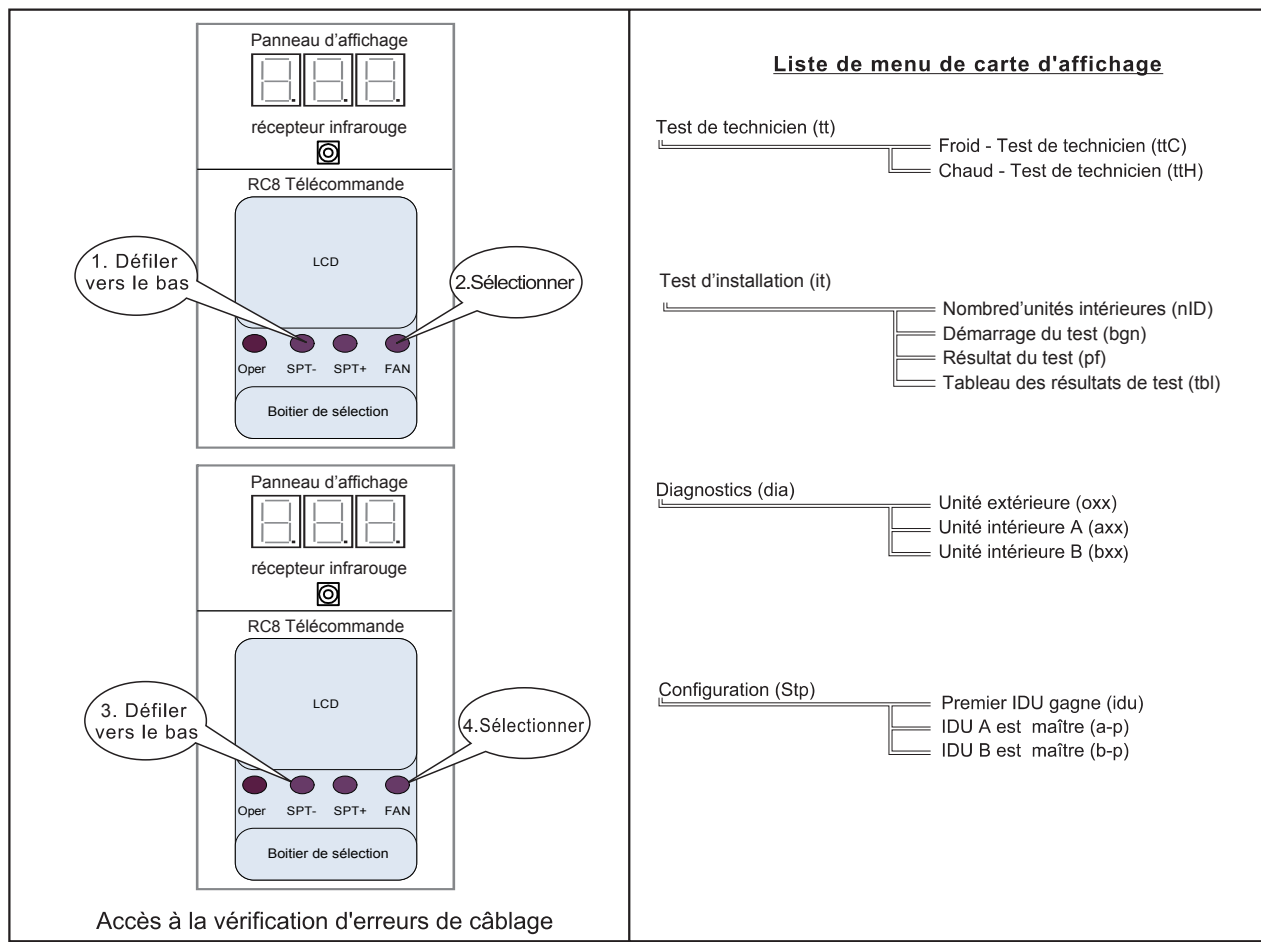 Panneau d'affichage
récepteur infrarouge
RC8 Télécommande
LCD
1. Défiler
vers le bas
2.Sélectionner
Oper SPT- SPT+ FAN
Boitier de sélection
Panneau d'affichage
récepteur infrarouge
RC8 Télécommande
LCD
3. Défiler
vers le bas
4.Sélectionner
Oper SPT- SPT+ FAN
Boitier de sélection
Accès à la vérification d'erreurs de câblage
Liste de menu de carte d'affichage
Test de technicien (tt)
Froid - Test de technicien (ttC)
Chaud - Test de technicien (ttH)
Test d'installation (it)
Nombred'unités intérieures (nID)
Démarrage du test (bgn)
Résultat du test (pf)
Tableau des résultats de test (tbl)
Diagnostics (dia)
Unité extérieure (oxx)
Unité intérieure A (axx)
Unité intérieure B (bxx)
Configuration (Stp)
Premier IDU gagne (idu)
IDU A est maître (a-p)
IDU B est maître (b-p)